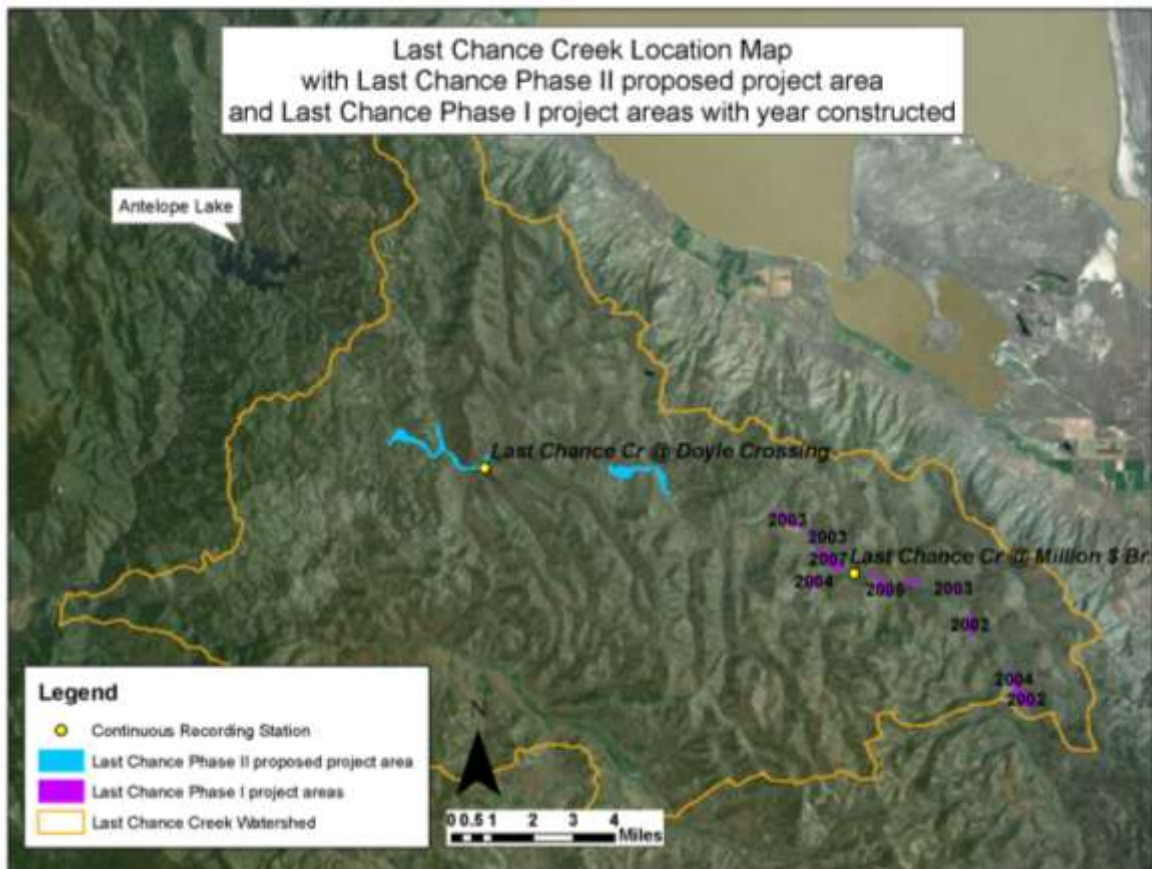 Last Chance Creek Location Map
with Last Chance Phase II proposed project area
and Last Chance Phase I project areas with year constructed
Antelope Lake
Last Chance Cr @ Doyle Crossing
2003
2007
2004
Last Chance Cr @ Million $ Br.
2003
2002
2004
2002
Legend
Continuous Recording Station
Last Chance Phase II proposed project area
Last Chance Phase I project areas
Last Chance Creek Watershed
N
0 0.5 1 2 3 4
Miles